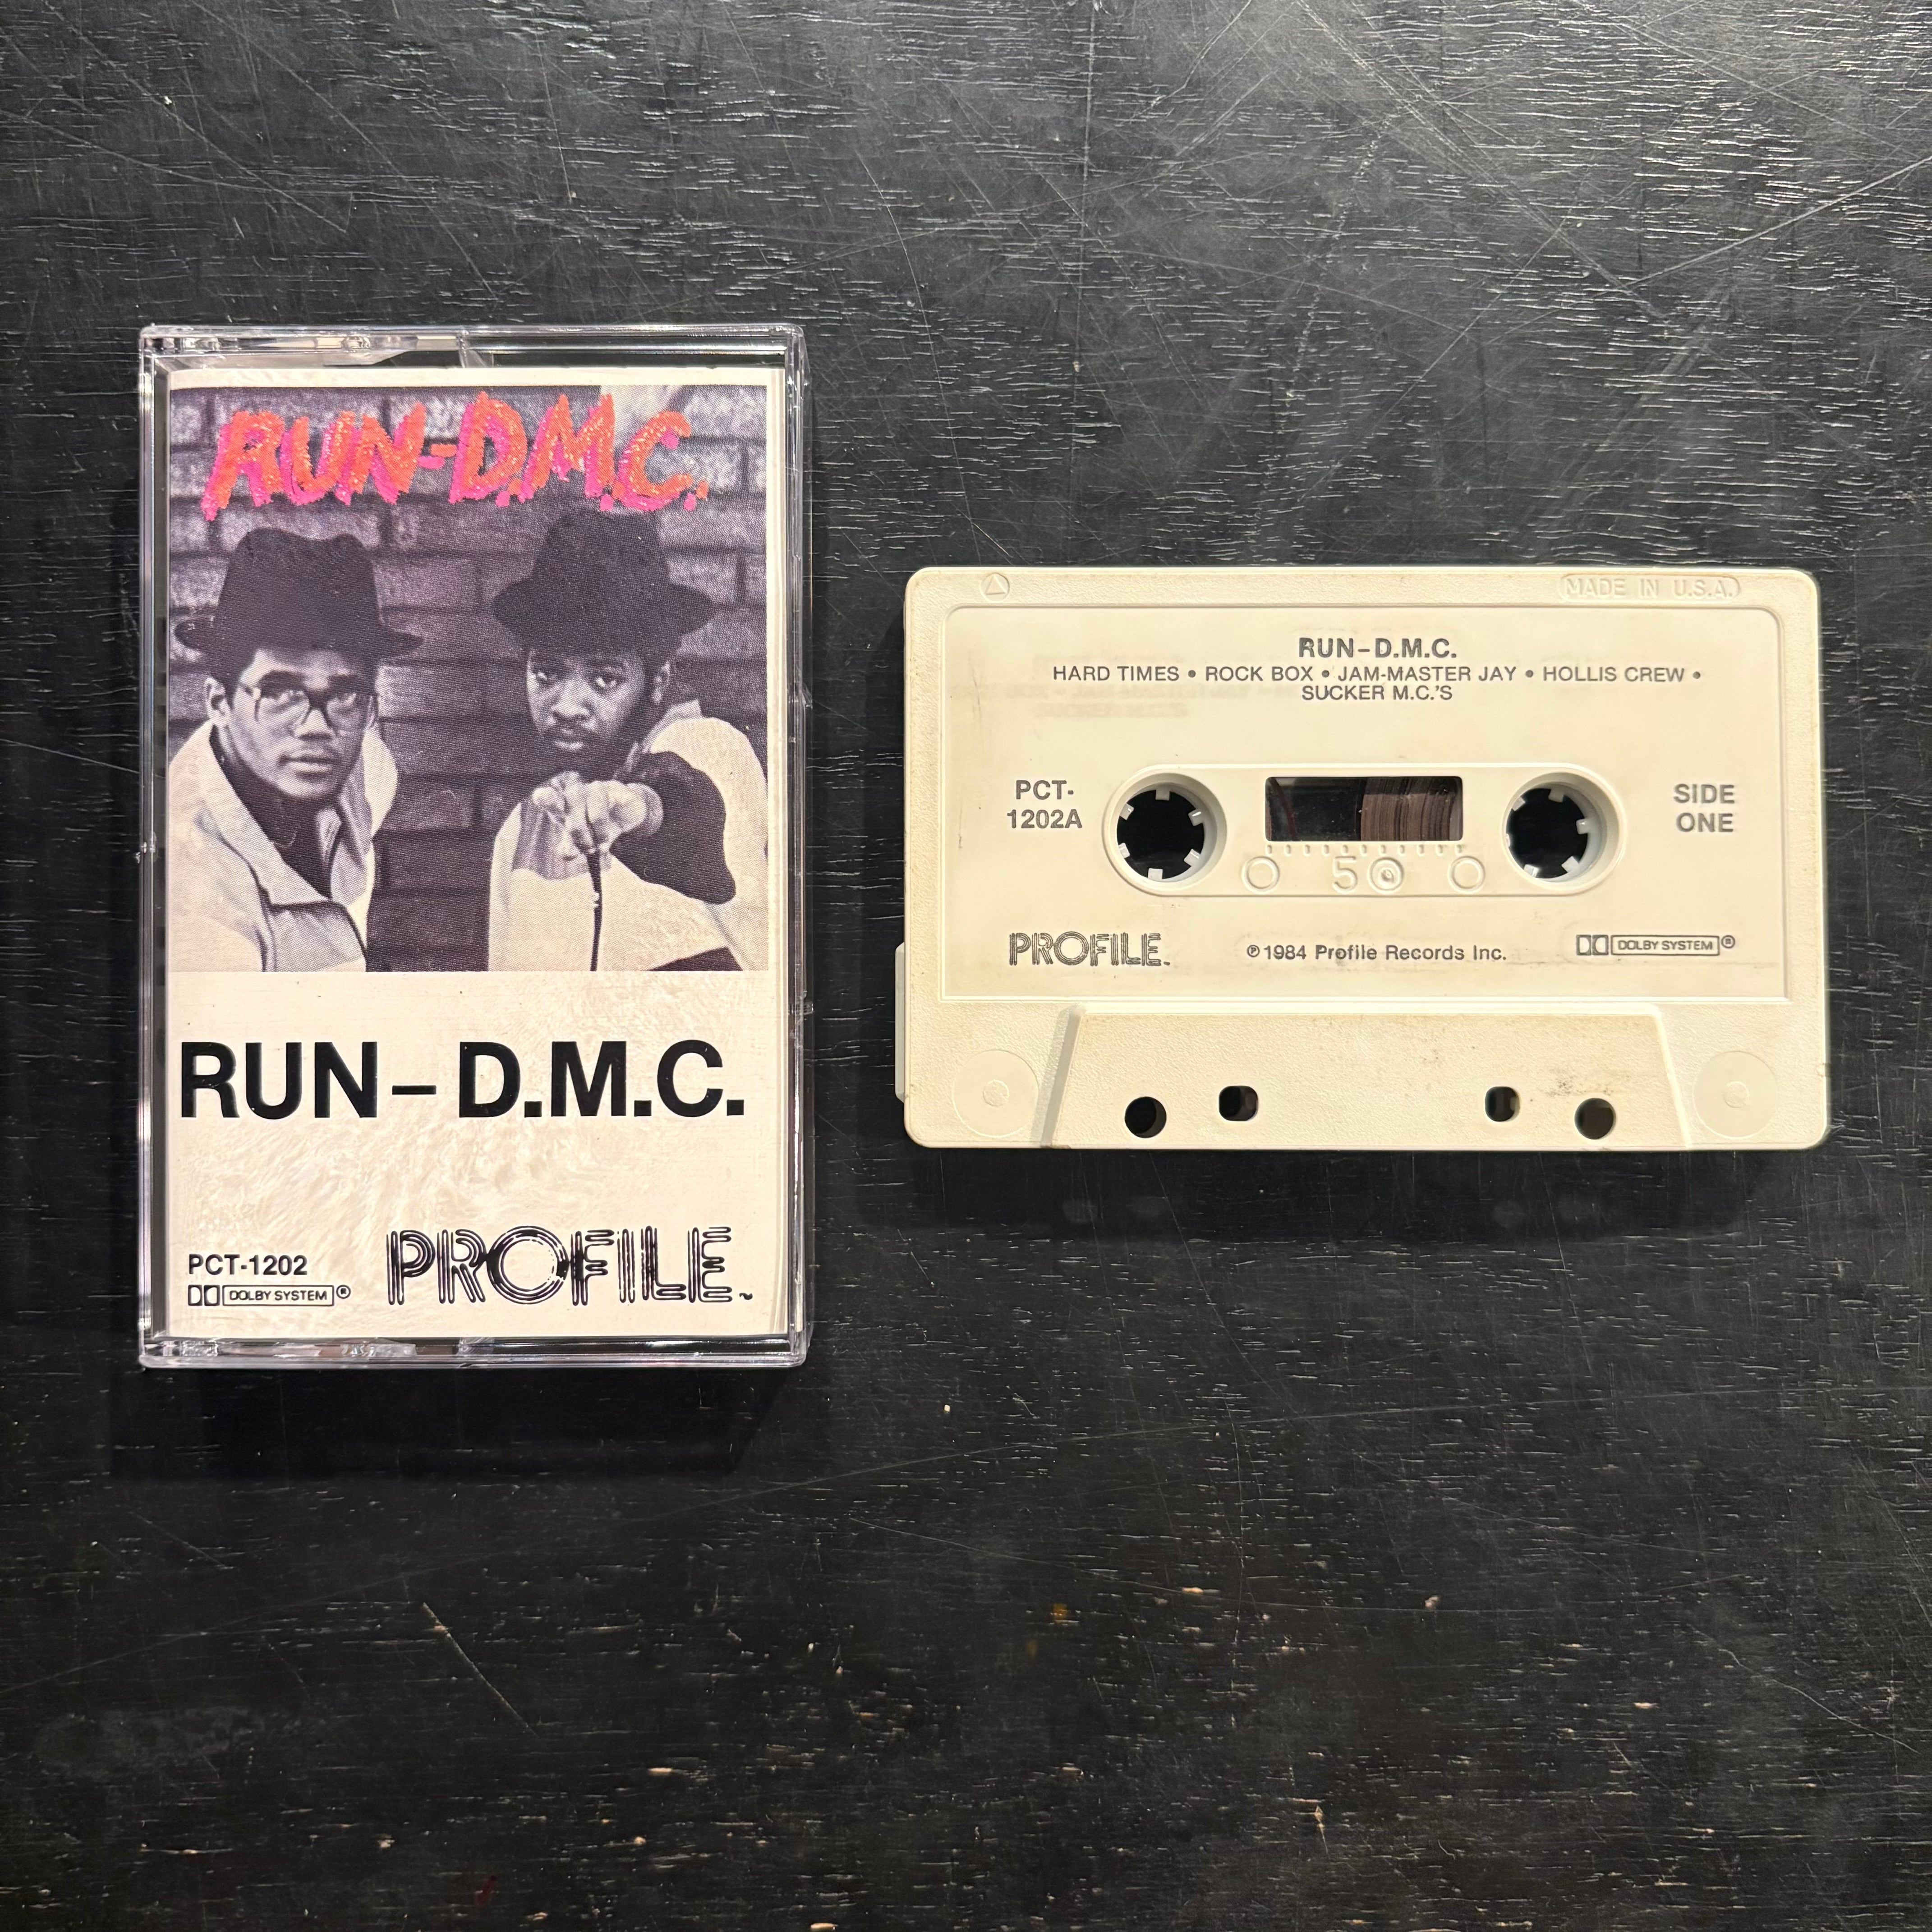 RUN-D.M.C.
RUN-D.M.C.
PCT-1202
DOLBY SYSTEM®
PROFILE
MADE IN U.S.A.
RUN-D.M.C.
HARD TIMES • ROCK BOX • JAM-MASTER JAY • HOLLIS CREW •
SUCKER M.C.'S
PCT-
1202A
SIDE
ONE
50
PROFILE
℗1984 Profile Records Inc.
DOLBY SYSTEM®